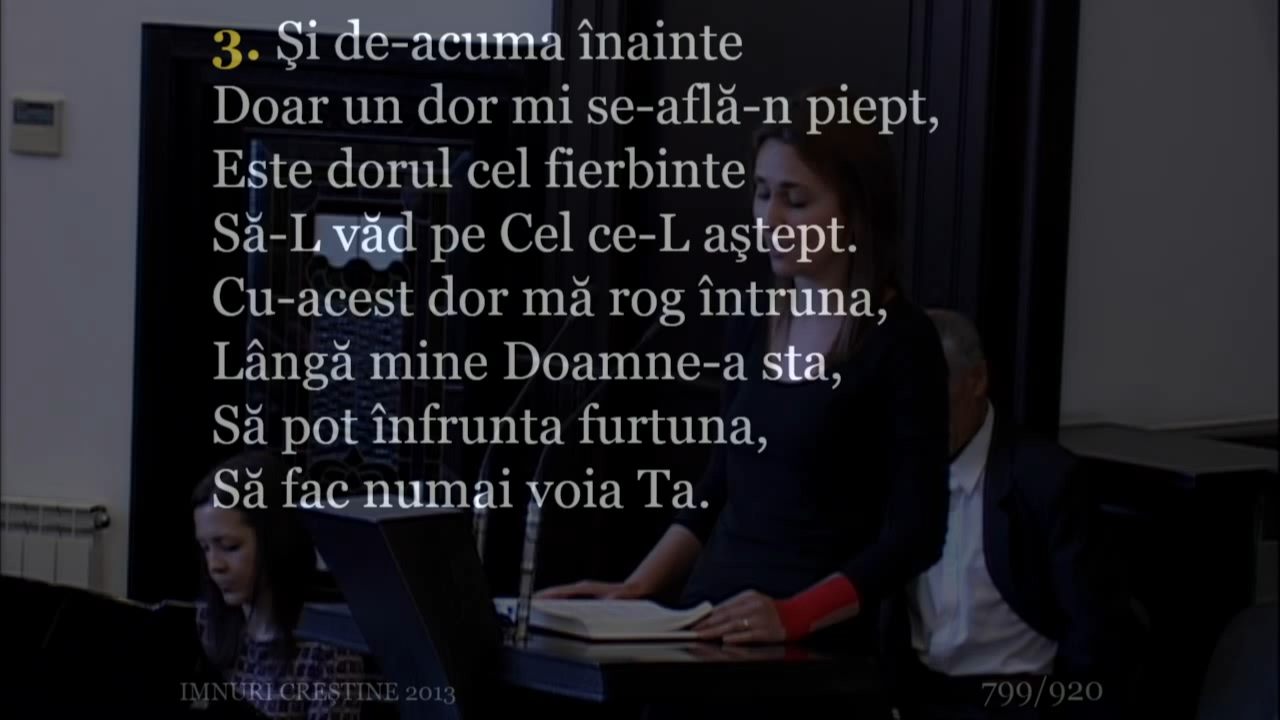 3. Şi de-acuma înainte
Doar un dor mi se-află-n piept,
Este dorul cel fierbinte
Să-L văd pe Cel ce-L aştept.
Cu-acest dor mă rog întruna,
Lângă mine Doamne-a sta,
Să pot înfrunta furtuna,
Să fac numai voia Ta.
IMNURI CREŞTINE 2013
799/920